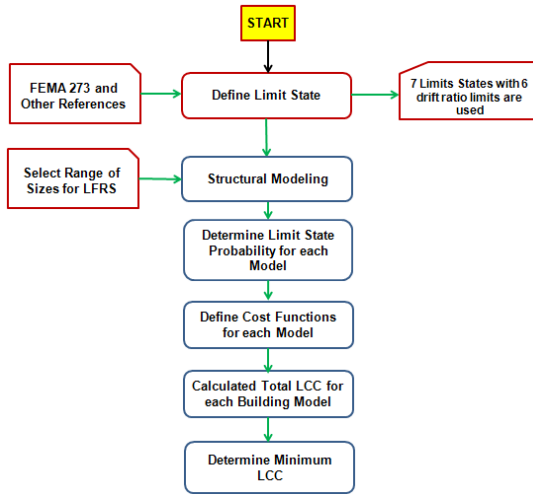 START
FEMA 273 and
Other References
Define Limit State
7 Limits States with 6
drift ratio limits are
used
Select Range of
Sizes for LFRS
Structural Modeling
Determine Limit State
Probability for each
Model
Define Cost Functions
for each Model
Calculated Total LCC for
each Building Model
Determine Minimum
LCC